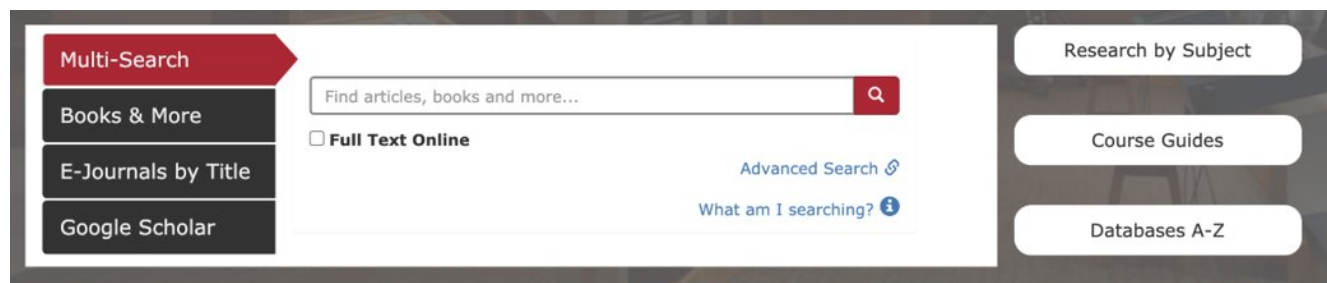 Multi-Search
Books & More
E-Journals by Title
Google Scholar
Find articles, books and more...
Full Text Online
Advanced Search
What am I searching?
Research by Subject
Course Guides
Databases A-Z